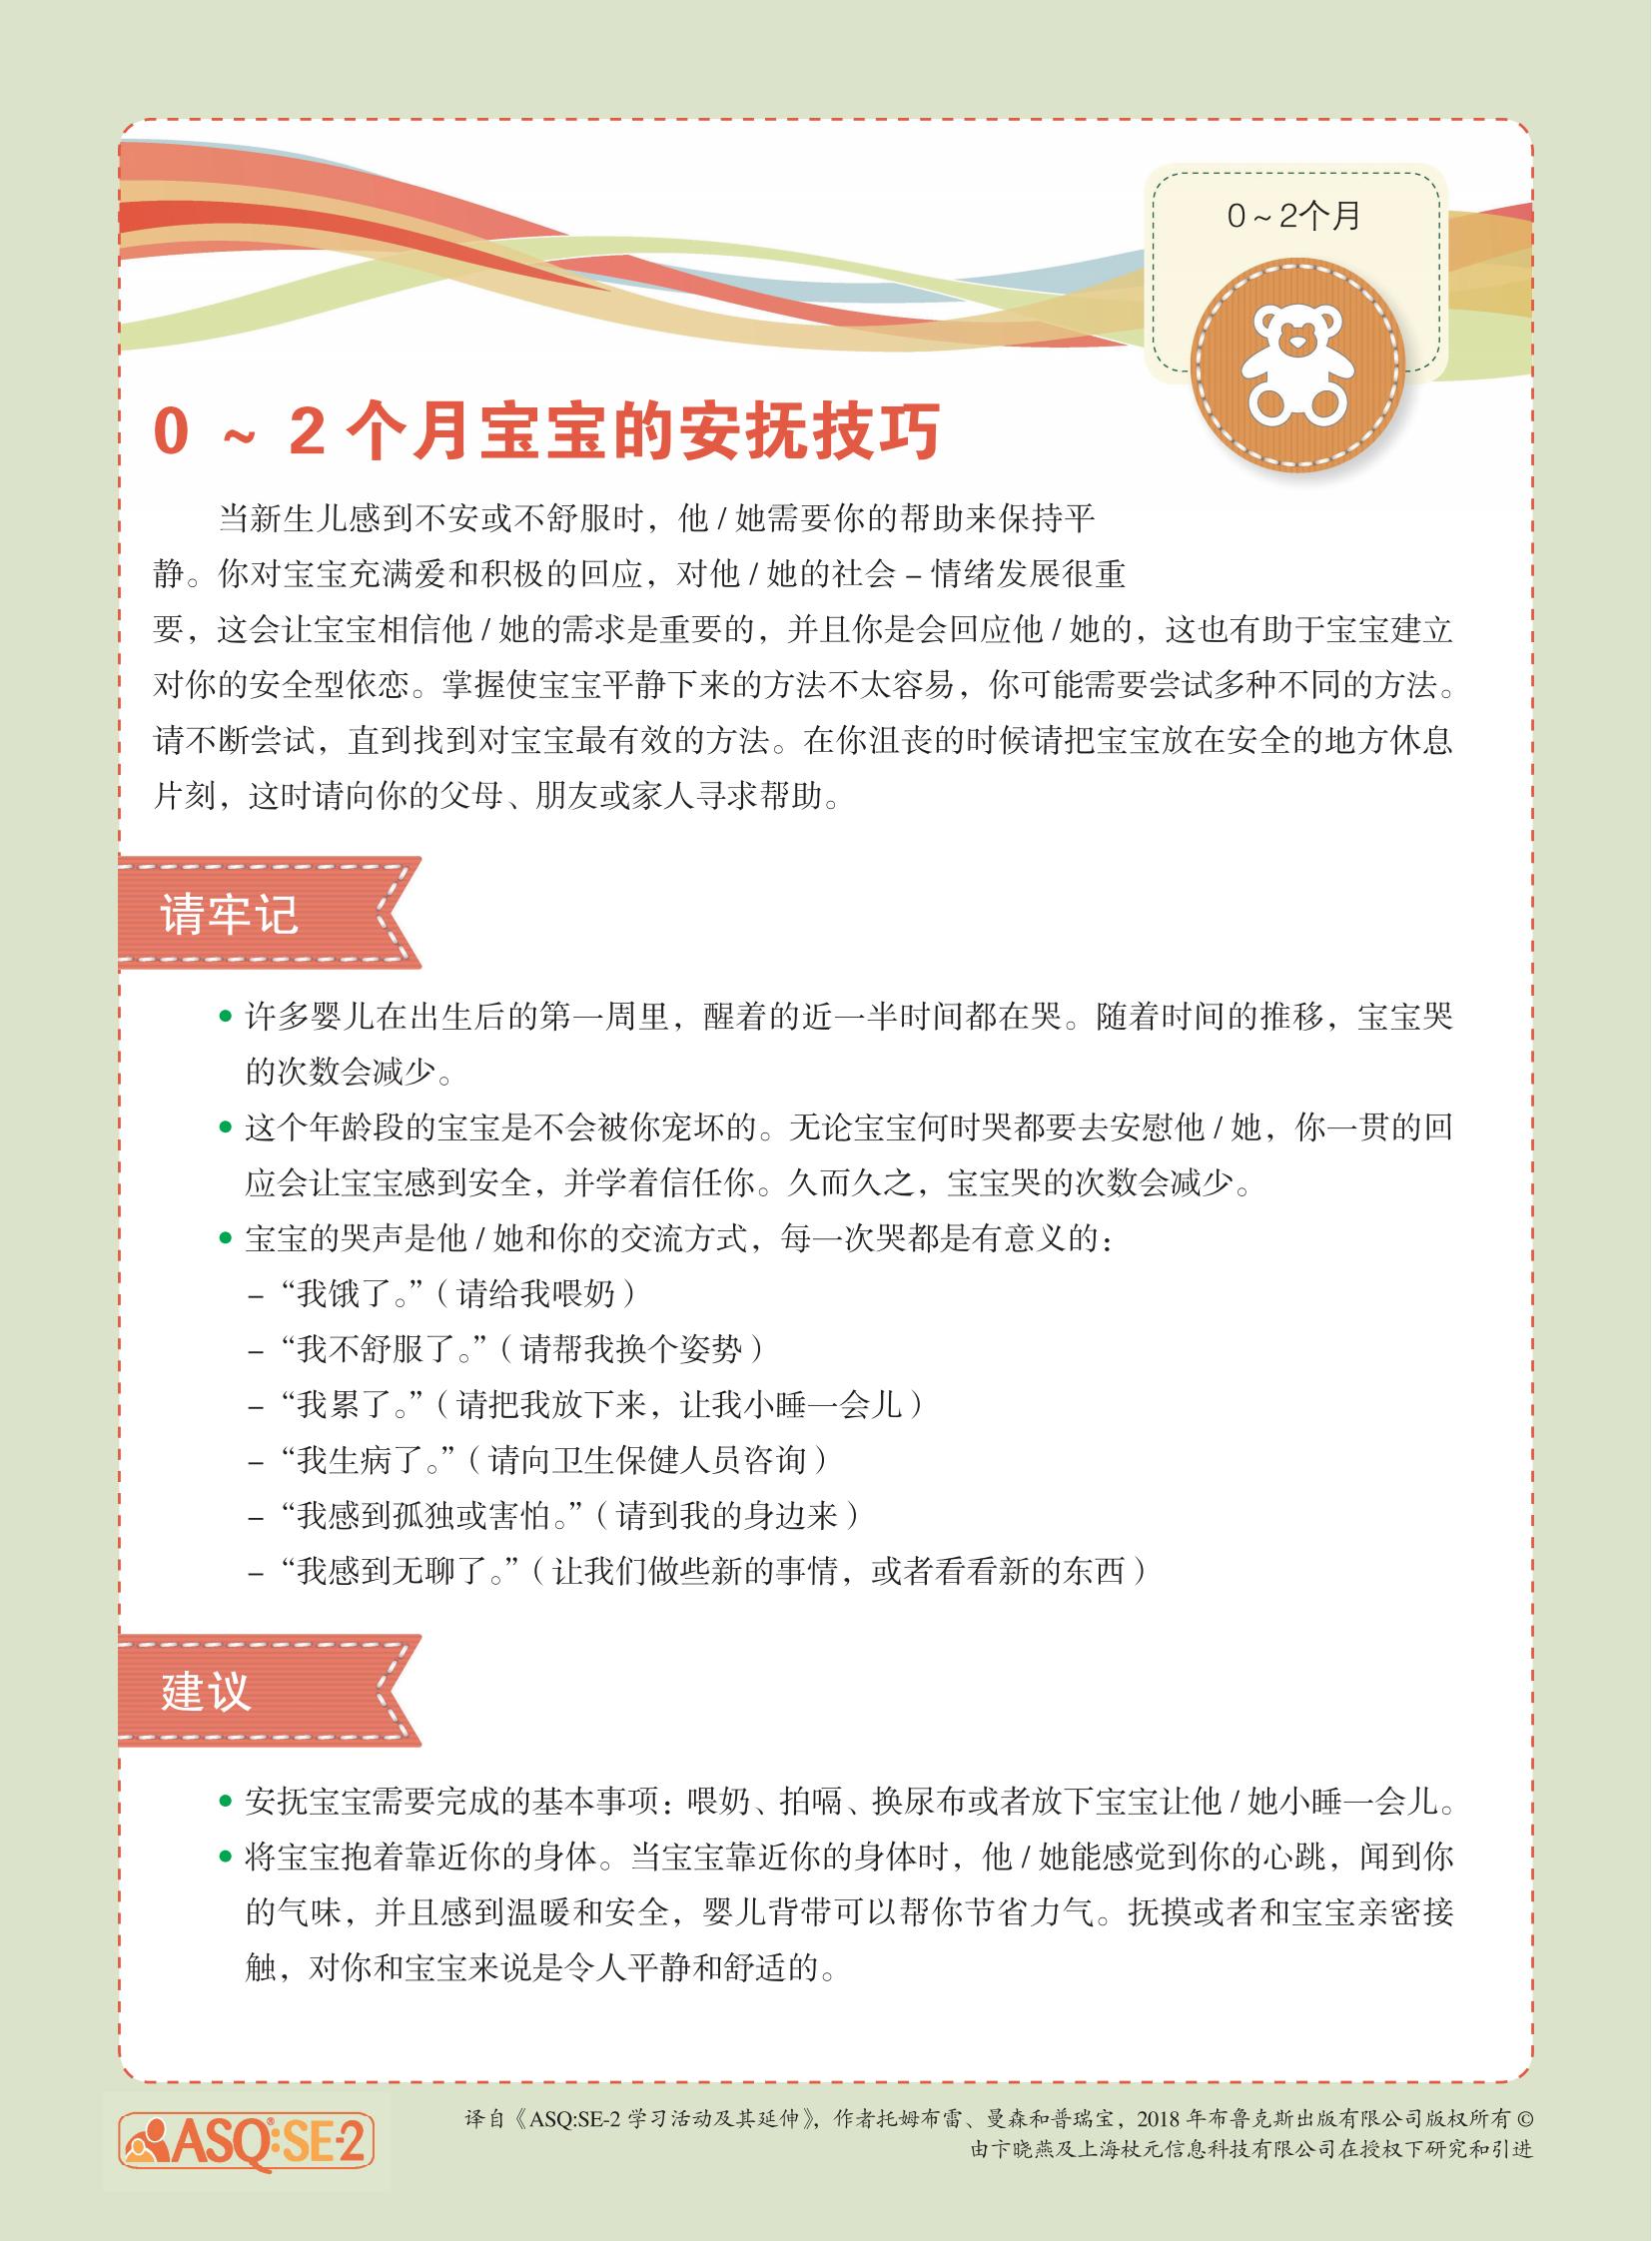 0～2个月
0 ～ 2 个月宝宝的安抚技巧
当新生儿感到不安或不舒服时，他 / 她需要你的帮助来保持平
静。你对宝宝充满爱和积极的回应，对他 / 她的社会 – 情绪发展很重
要，这会让宝宝相信他 / 她的需求是重要的，并且你是会回应他 / 她的，这也有助于宝宝建立
对你的安全型依恋。掌握使宝宝平静下来的方法不太容易，你可能需要尝试多种不同的方法。
请不断尝试，直到找到对宝宝最有效的方法。在你沮丧的时候请把宝宝放在安全的地方休息
片刻，这时请向你的父母、朋友或家人寻求帮助。
请牢记
• 许多婴儿在出生后的第一周里，醒着的近一半时间都在哭。随着时间的推移，宝宝哭
的次数会减少。
• 这个年龄段的宝宝是不会被你宠坏的。无论宝宝何时哭都要去安慰他 / 她，你一贯的回
应会让宝宝感到安全，并学着信任你。久而久之，宝宝哭的次数会减少。
• 宝宝的哭声是他 / 她和你的交流方式，每一次哭都是有意义的：
– “我饿了。”（请给我喂奶）
– “我不舒服了。”（请帮我换个姿势）
– “我累了。”（请把我放下来，让我小睡一会儿）
– “我生病了。”（请向卫生保健人员咨询）
– “我感到孤独或害怕。”（请到我的身边来）
– “我感到无聊了。”（让我们做些新的事情，或者看看新的东西）
建议
• 安抚宝宝需要完成的基本事项：喂奶、拍嗝、换尿布或者放下宝宝让他 / 她小睡一会儿。
• 将宝宝抱着靠近你的身体。当宝宝靠近你的身体时，他 / 她能感觉到你的心跳，闻到你
的气味，并且感到温暖和安全，婴儿背带可以帮你节省力气。抚摸或者和宝宝亲密接
触，对你和宝宝来说是令人平静和舒适的。
ASQ®:SE-2
译自《ASQ:SE-2 学习活动及其延伸》，作者托姆布雷、曼森和普瑞宝，2018 年布鲁克斯出版有限公司版权所有 ©
由卞晓燕及上海杖元信息科技有限公司在授权下研究和引进